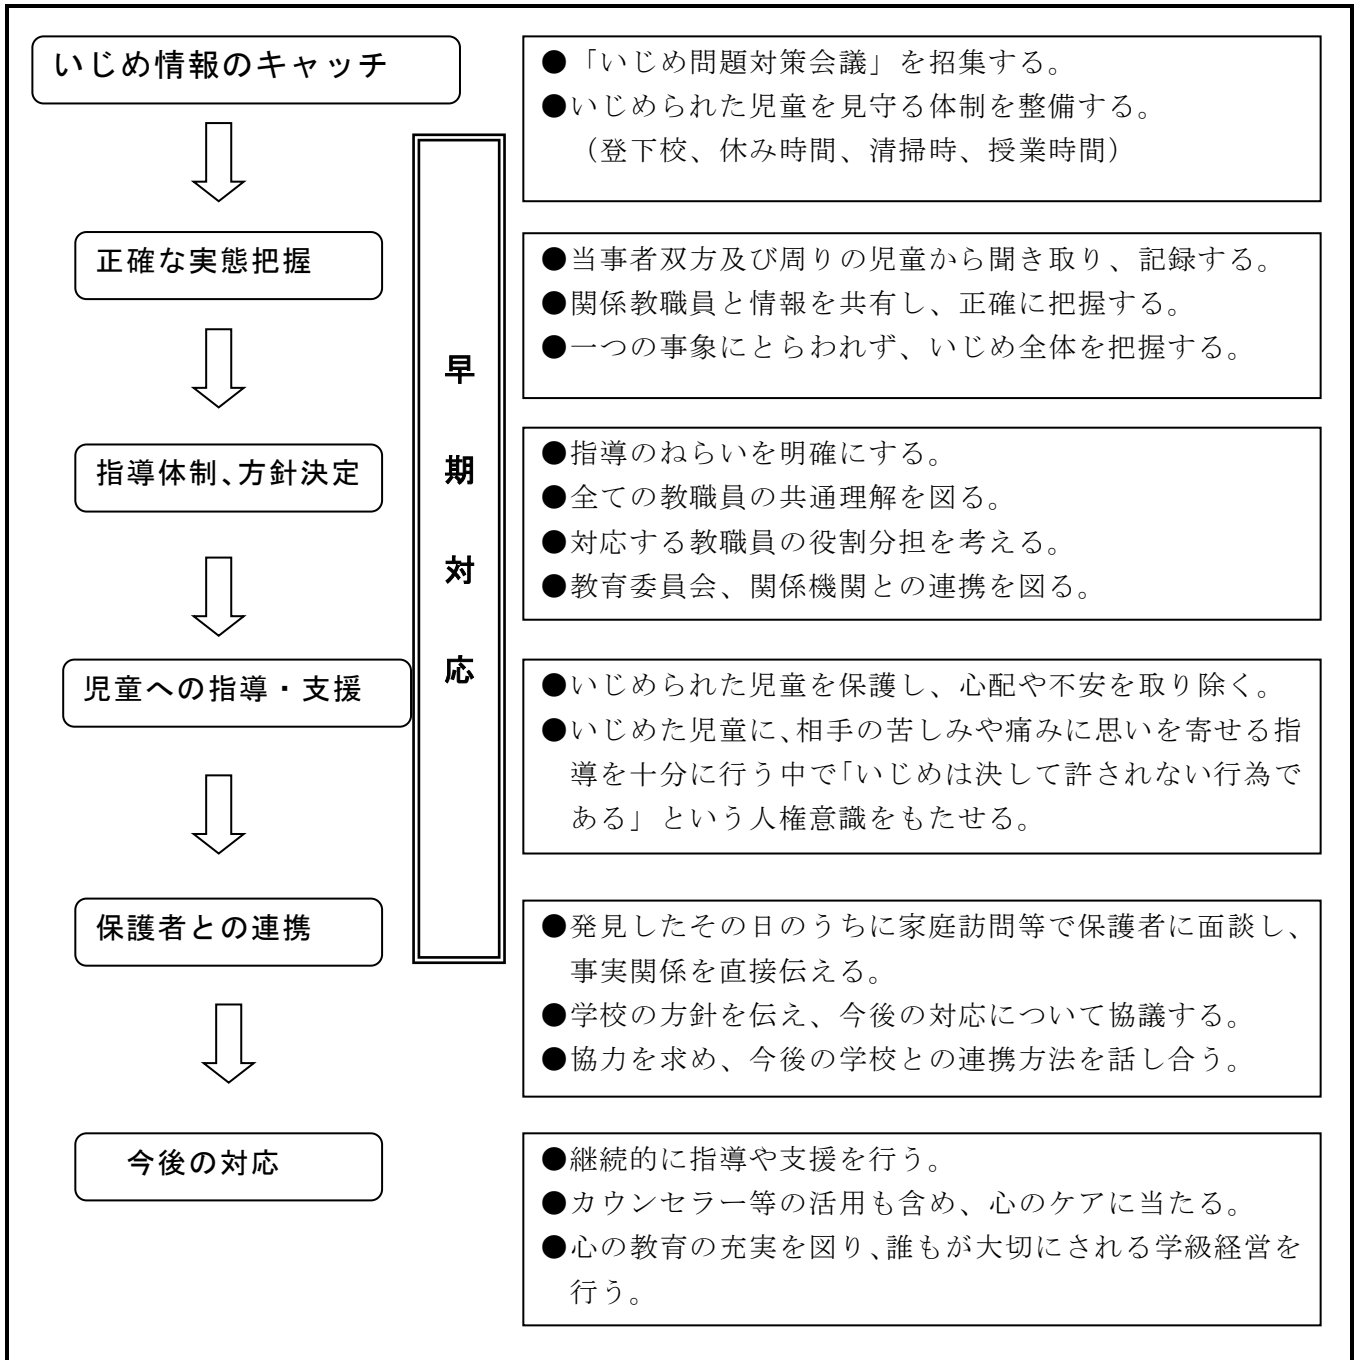 いじめ情報のキャッチ
●「いじめ問題対策会議」を招集する。
●いじめられた児童を見守る体制を整備する。
（登下校、休み時間、清掃時、授業時間）
正確な実態把握
●当事者双方及び周りの児童から聞き取り、記録する。
●関係教職員と情報を共有し、正確に把握する。
●一つの事象にとらわれず、いじめ全体を把握する。
早
期
対
応
指導体制、方針決定
●指導のねらいを明確にする。
●全ての教職員の共通理解を図る。
●対応する教職員の役割分担を考える。
●教育委員会、関係機関との連携を図る。
児童への指導・支援
●いじめられた児童を保護し、心配や不安を取り除く。
●いじめた児童に、相手の苦しみや痛みに思いを寄せる指
導を十分に行う中で「いじめは決して許されない行為で
ある」という人権意識をもたせる。
保護者との連携
●発見したその日のうちに家庭訪問等で保護者に面談し、
事実関係を直接伝える。
●学校の方針を伝え、今後の対応について協議する。
●協力を求め、今後の学校との連携方法を話し合う。
今後の対応
●継続的に指導や支援を行う。
●カウンセラー等の活用も含め、心のケアに当たる。
●心の教育の充実を図り、誰もが大切にされる学級経営を
行う。